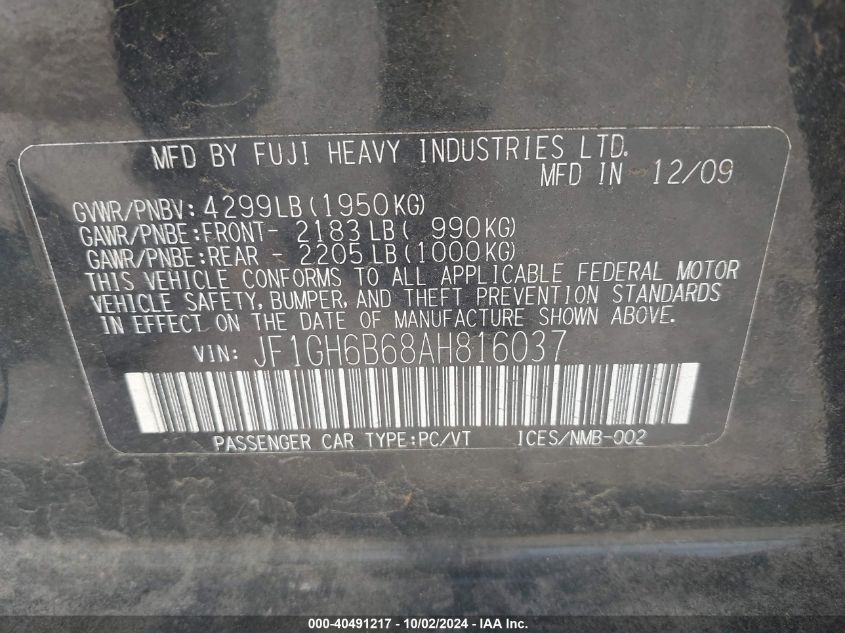 MFD BY FUJI HEAVY INDUSTRIES LTD.
MFD IN 12/09
GVWR/PNBV: 4299LB(1950KG)
GAWR/PNBE:FRONT- 2183LB( 990KG)
GAWR/PNBE:REAR - 2205LB(1000KG)
THIS VEHICLE CONFORMS TO ALL APPLICABLE FEDERAL MOTOR
VEHICLE SAFETY, BUMPER, AND THEFT PREVENTION STANDARDS
IN EFFECT ON THE DATE OF MANUFACTURE SHOWN ABOVE.
VIN: JF1GH6B68AH816037
PASSENGER CAR TYPE:PC/VT ICES/NMB-002
000-40491217 - 10/02/2024 - IAA Inc.